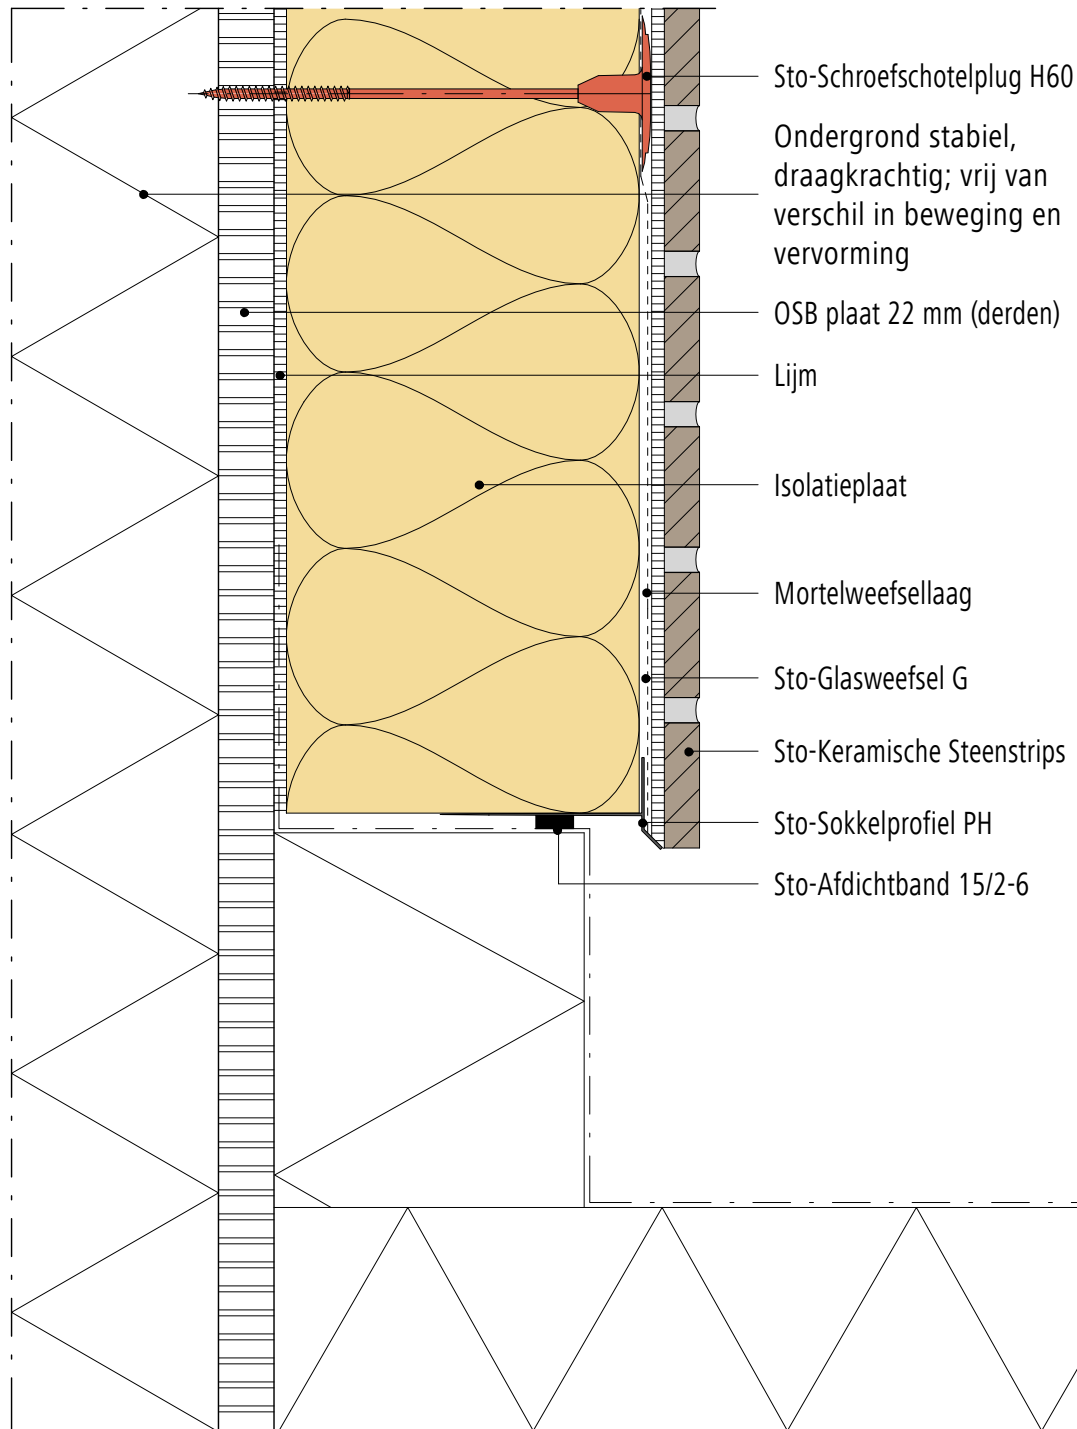 Sto-Schroefschotelplug H60
Ondergrond stabiel,
draagkrachtig; vrij van
verschil in beweging en
vervorming
OSB plaat 22 mm (derden)
Lijm
Isolatieplaat
Mortelweefsellaag
Sto-Glasweefsel G
Sto-Keramische Steenstrips
Sto-Sokkelprofiel PH
Sto-Afdichtband 15/2-6